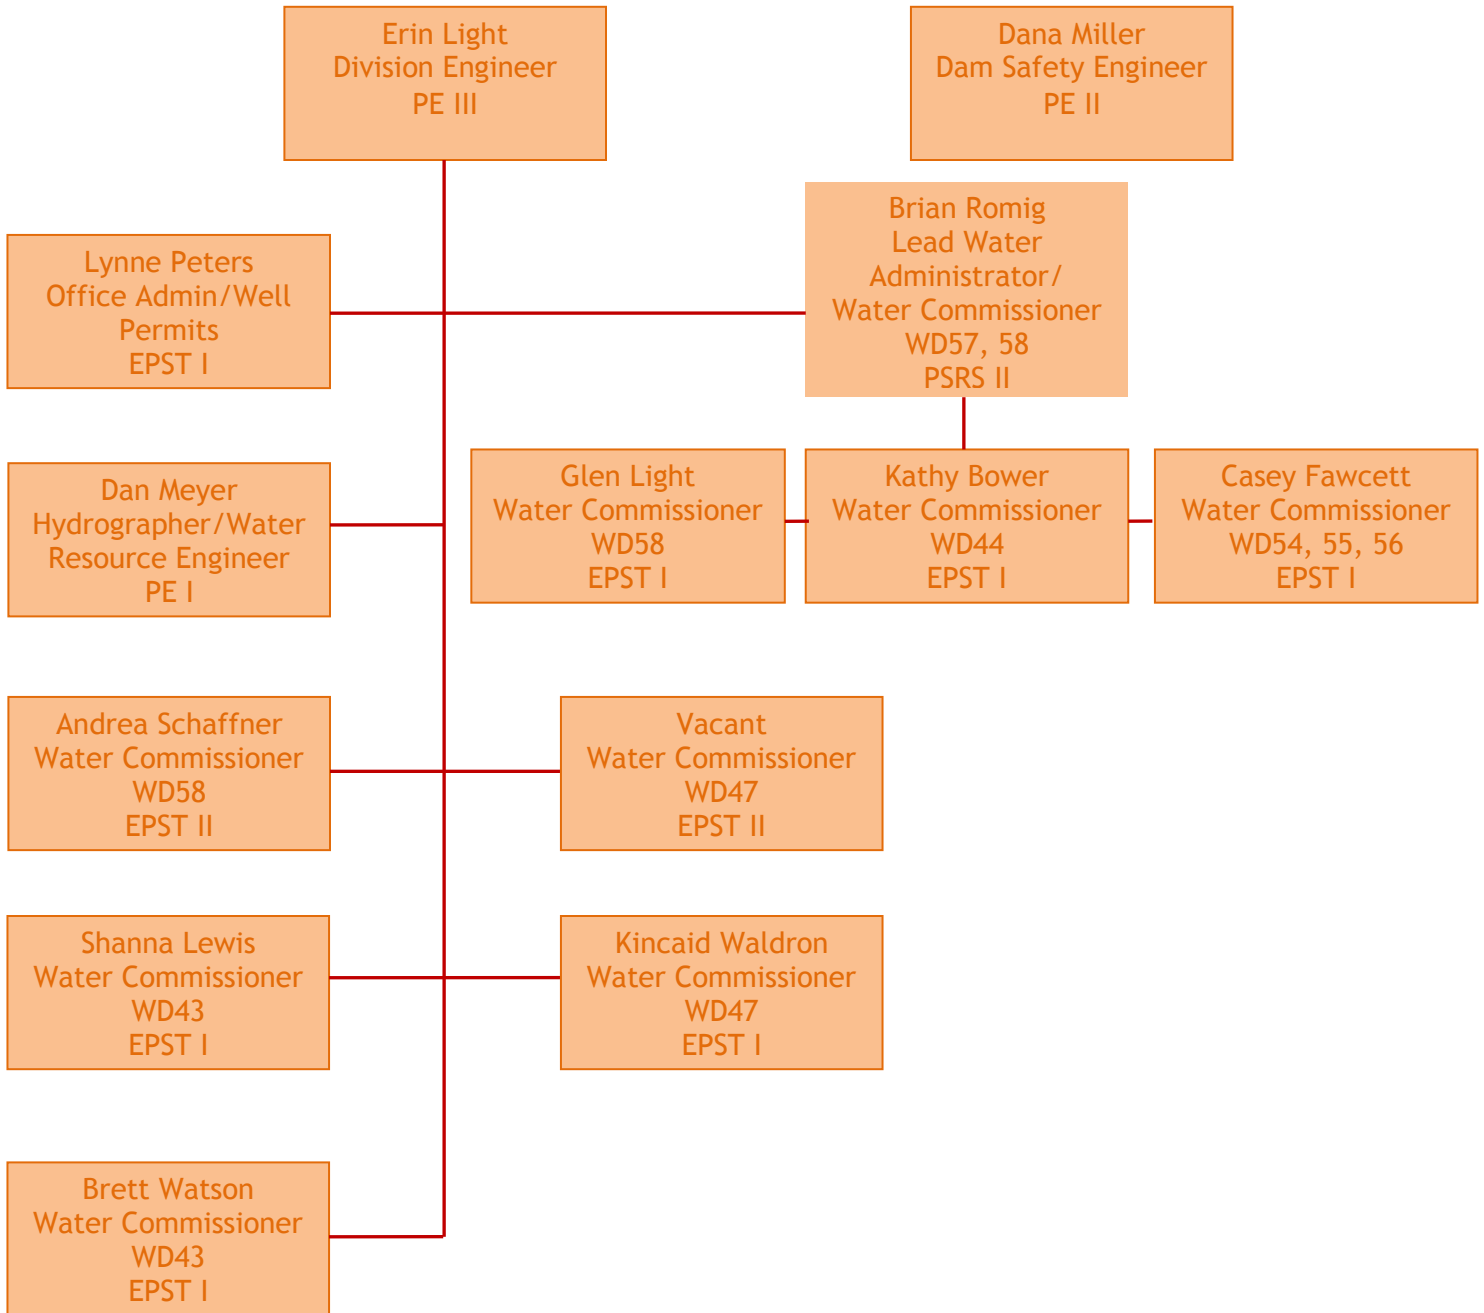 Erin Light
Division Engineer
PE III
Dana Miller
Dam Safety Engineer
PE II
Brian Romig
Lead Water
Administrator/
Water Commissioner
WD57, 58
PSRS II
Lynne Peters
Office Admin/Well
Permits
EPST I
Dan Meyer
Hydrographer/Water
Resource Engineer
PE I
Glen Light
Water Commissioner
WD58
EPST I
Kathy Bower
Water Commissioner
WD44
EPST I
Casey Fawcett
Water Commissioner
WD54, 55, 56
EPST I
Andrea Schaffner
Water Commissioner
WD58
EPST II
Vacant
Water Commissioner
WD47
EPST II
Shanna Lewis
Water Commissioner
WD43
EPST I
Kincaid Waldron
Water Commissioner
WD47
EPST I
Brett Watson
Water Commissioner
WD43
EPST I